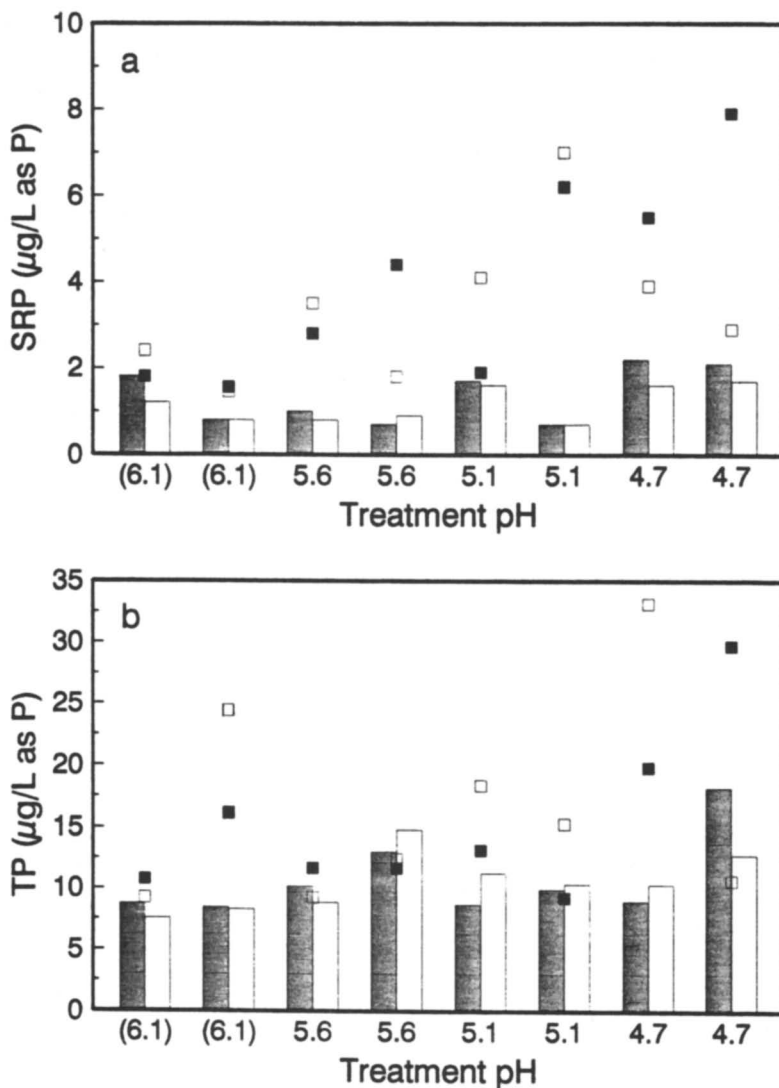 a
10
8
6
4
2
0
SRP (µg/L as P)
(6.1) (6.1) 5.6 5.6 5.1 5.1 4.7 4.7
Treatment pH
b
35
30
25
20
15
10
5
0
TP (µg/L as P)
(6.1) (6.1) 5.6 5.6 5.1 5.1 4.7 4.7
Treatment pH